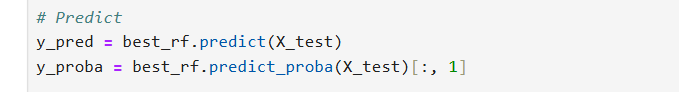 # Predict
y_pred = best_rf.predict(X_test)
y_proba = best_rf.predict_proba(X_test)[:, 1]